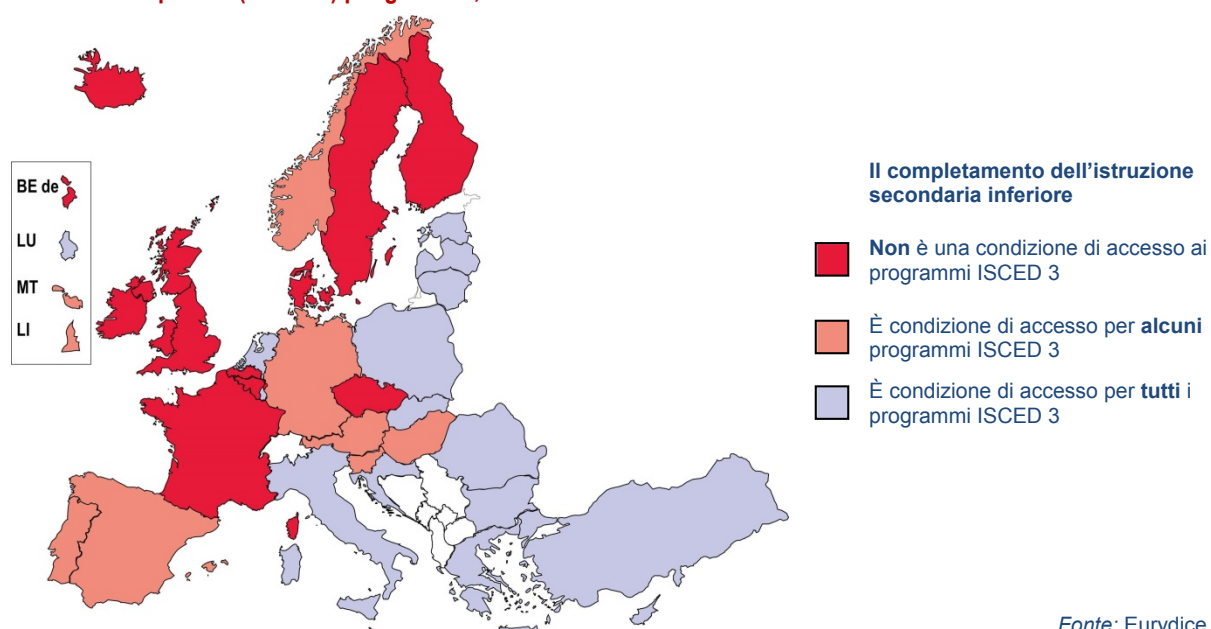 BE de
LU
MT
LI
Il completamento dell'istruzione
secondaria inferiore
Non è una condizione di accesso ai
programmi ISCED 3
È condizione di accesso per alcuni
programmi ISCED 3
È condizione di accesso per tutti i
programmi ISCED 3
Fonte: Eurydice